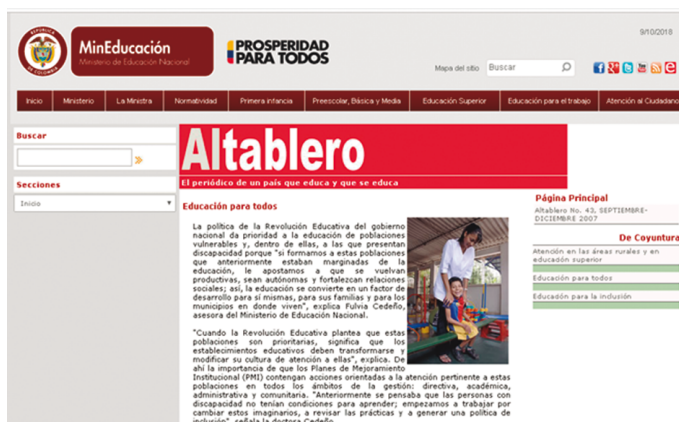 REPUBLICA
DE COLOMBIA
MinEducación
Ministerio de Educación Nacional
PROSPERIDAD
PARA TODOS
9/10/2018
Mapa del sitio
Buscar
Inicio
Ministerio
La Ministra
Normatividad
Primera infancia
Preescolar, Básica y Media
Educación Superior
Educación para el trabajo
Atención al Ciudadano
Buscar
Secciones
Inicio
Altablero
El periódico de un país que educa y que se educa
Educación para todos
La política de la Revolución Educativa del gobierno
nacional da prioridad a la educación de poblaciones
vulnerables y, dentro de ellas, a las que presentan
discapacidad porque "si formamos a estas poblaciones
que anteriormente estaban marginadas de la
educación, le apostamos a que se vuelvan
productivas, sean autónomas y fortalezcan relaciones
sociales; así, la educación se convierte en un factor de
desarrollo para sí mismas, para sus familias y para los
municipios en donde viven", explica Fulvia Cedeño,
asesora del Ministerio de Educación Nacional.
"Cuando la Revolución Educativa plantea que estas
poblaciones son prioritarias, significa que los
establecimientos educativos deben transformarse y
modificar su cultura de atención a ellas", explica. De
ahí la importancia de que los Planes de Mejoramiento
Institucional (PMI) contengan acciones orientadas a la atención pertinente a estas
poblaciones en todos los ámbitos de la gestión: directiva, académica,
administrativa y comunitaria. "Anteriormente se pensaba que las personas con
discapacidad no tenían condiciones para aprender; empezamos a trabajar por
cambiar estos imaginarios, a revisar las prácticas y a generar una política de
inclusión", señala la doctora Cedeño.
Página Principal
Altablero No. 43, SEPTIEMBRE-
DICIEMBRE 2007
De Coyuntura
Atención en las áreas rurales y en
educación superior
Educación para todos
Educación para la inclusión